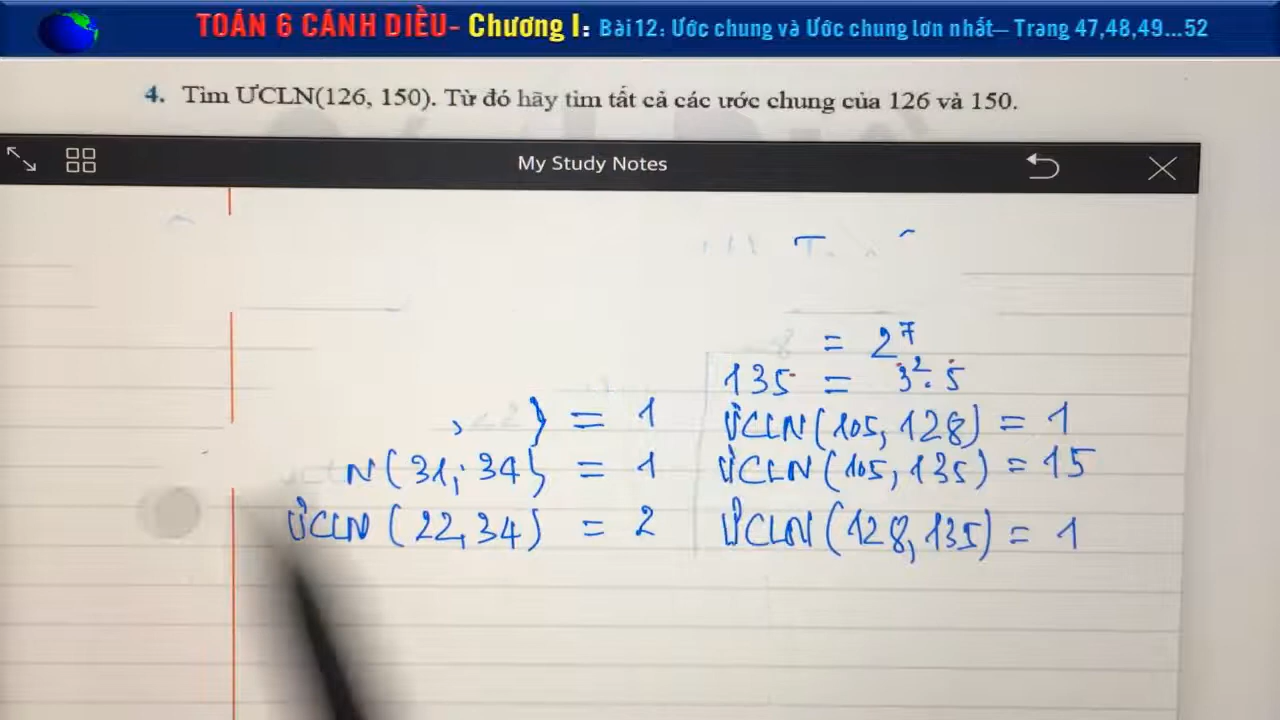 TOÁN 6 CÁNH DIỀU- Chương I: Bài 12: Ước chung và Ước chung lơn nhất– Trang 47,48,49...52
4. Tìm ƯCLN(126, 150). Từ đó hãy tìm tất cả các ước chung của 126 và 150.
My Study Notes
= 2⁷
135 = 3². 5
) = 1
N(31; 34) = 1
ƯCLN (22, 34) = 2
ƯCLN(105, 128) = 1
ƯCLN(105, 135) = 15
ƯCLN(128, 135) = 1